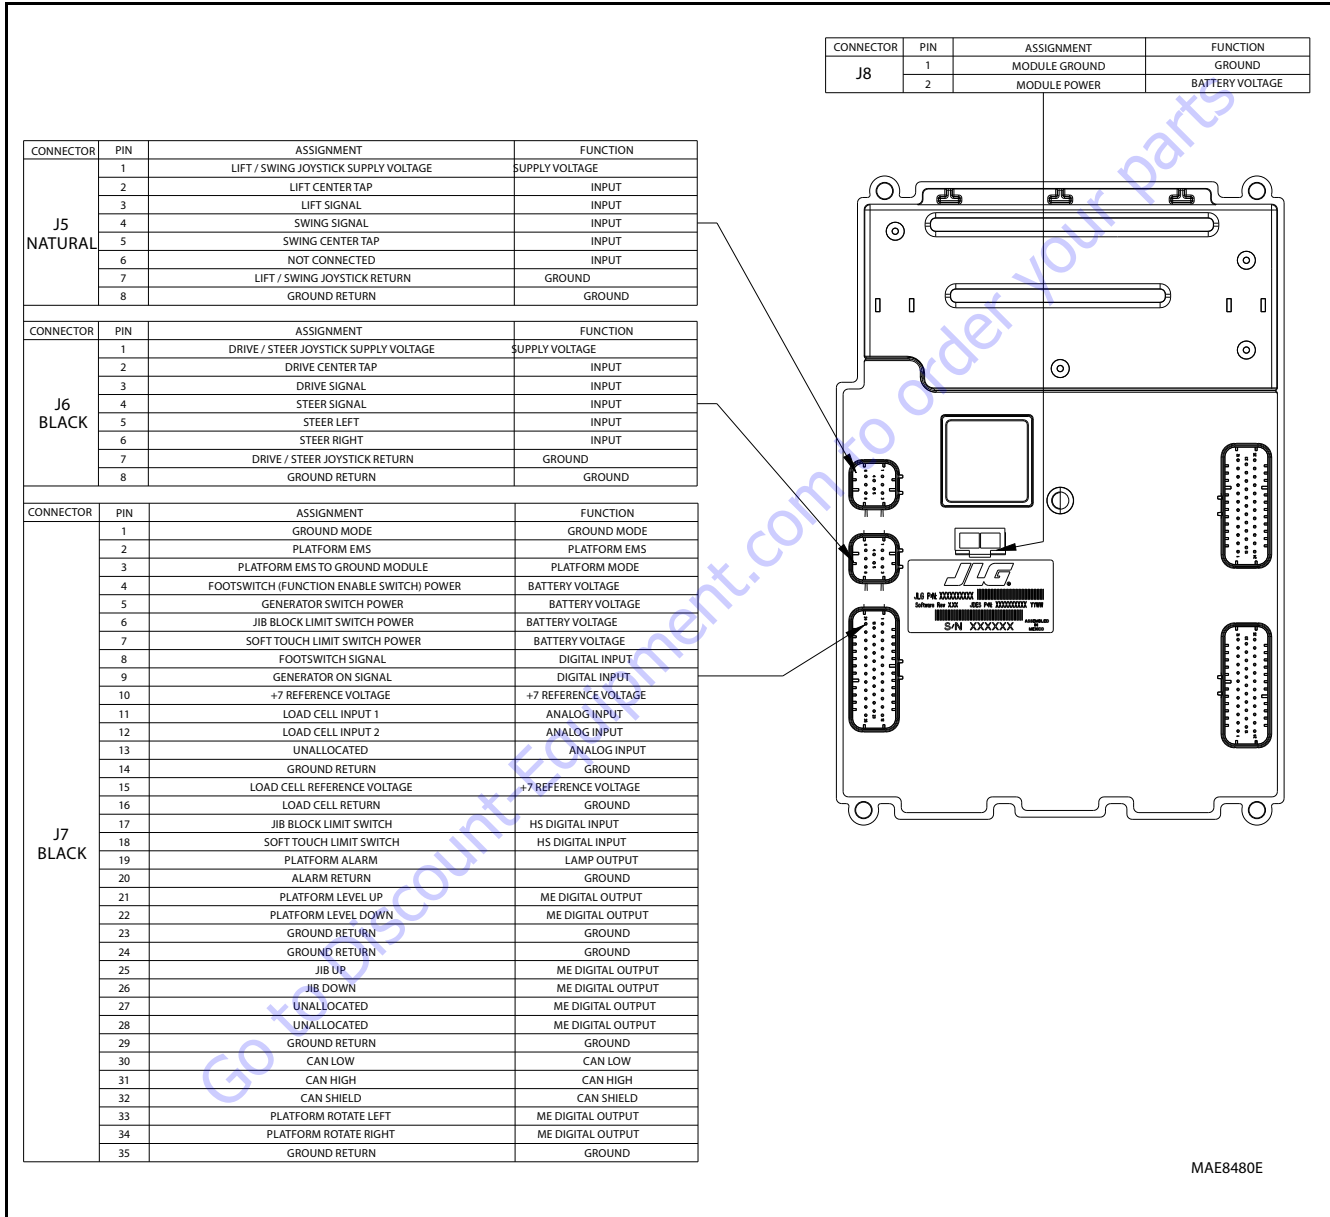 CONNECTOR PIN ASSIGNMENT FUNCTION
J8
1 MODULE GROUND GROUND
2 MODULE POWER BATTERY VOLTAGE
CONNECTOR PIN ASSIGNMENT FUNCTION
J5
NATURAL
1 LIFT / SWING JOYSTICK SUPPLY VOLTAGE SUPPLY VOLTAGE
2 LIFT CENTER TAP INPUT
3 LIFT SIGNAL INPUT
4 SWING SIGNAL INPUT
5 SWING CENTER TAP INPUT
6 NOT CONNECTED INPUT
7 LIFT / SWING JOYSTICK RETURN GROUND
8 GROUND RETURN GROUND
CONNECTOR PIN ASSIGNMENT FUNCTION
J6
BLACK
1 DRIVE / STEER JOYSTICK SUPPLY VOLTAGE SUPPLY VOLTAGE
2 DRIVE CENTER TAP INPUT
3 DRIVE SIGNAL INPUT
4 STEER SIGNAL INPUT
5 STEER LEFT INPUT
6 STEER RIGHT INPUT
7 DRIVE / STEER JOYSTICK RETURN GROUND
8 GROUND RETURN GROUND
CONNECTOR PIN ASSIGNMENT FUNCTION
J7
BLACK
1 GROUND MODE GROUND MODE
2 PLATFORM EMS PLATFORM EMS
3 PLATFORM EMS TO GROUND MODULE PLATFORM MODE
4 FOOTSWITCH (FUNCTION ENABLE SWITCH) POWER BATTERY VOLTAGE
5 GENERATOR SWITCH POWER BATTERY VOLTAGE
6 JIB BLOCK LIMIT SWITCH POWER BATTERY VOLTAGE
7 SOFT TOUCH LIMIT SWITCH POWER BATTERY VOLTAGE
8 FOOTSWITCH SIGNAL DIGITAL INPUT
9 GENERATOR ON SIGNAL DIGITAL INPUT
10 +7 REFERENCE VOLTAGE +7 REFERENCE VOLTAGE
11 LOAD CELL INPUT 1 ANALOG INPUT
12 LOAD CELL INPUT 2 ANALOG INPUT
13 UNALLOCATED ANALOG INPUT
14 GROUND RETURN GROUND
15 LOAD CELL REFERENCE VOLTAGE +7 REFERENCE VOLTAGE
16 LOAD CELL RETURN GROUND
17 JIB BLOCK LIMIT SWITCH HS DIGITAL INPUT
18 SOFT TOUCH LIMIT SWITCH HS DIGITAL INPUT
19 PLATFORM ALARM LAMP OUTPUT
20 ALARM RETURN GROUND
21 PLATFORM LEVEL UP ME DIGITAL OUTPUT
22 PLATFORM LEVEL DOWN ME DIGITAL OUTPUT
23 GROUND RETURN GROUND
24 GROUND RETURN GROUND
25 JIB UP ME DIGITAL OUTPUT
26 JIB DOWN ME DIGITAL OUTPUT
27 UNALLOCATED ME DIGITAL OUTPUT
28 UNALLOCATED ME DIGITAL OUTPUT
29 GROUND RETURN GROUND
30 CAN LOW CAN LOW
31 CAN HIGH CAN HIGH
32 CAN SHIELD CAN SHIELD
33 PLATFORM ROTATE LEFT ME DIGITAL OUTPUT
34 PLATFORM ROTATE RIGHT ME DIGITAL OUTPUT
35 GROUND RETURN GROUND
JLG
JLG P/N: XXXXXXXXXX
Software Rev X.XX JDES P/N: XXXXXXXXXX YYWW
S/N XXXXXX
ASSEMBLED
IN
MEXICO
Go to Discount-Equipment.com to order your parts
MAE8480E